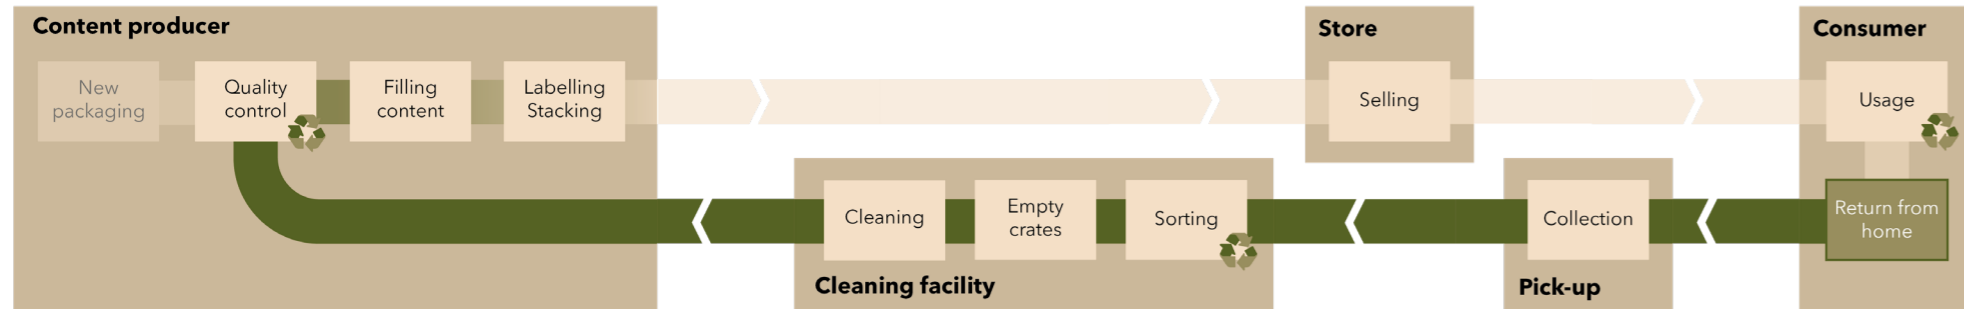 Content producer
New
packaging
Quality
control
Filling
content
Labelling
Stacking
Store
Selling
Consumer
Usage
Return from
home
Collection
Pick-up
Sorting
Empty
crates
Cleaning
Cleaning facility